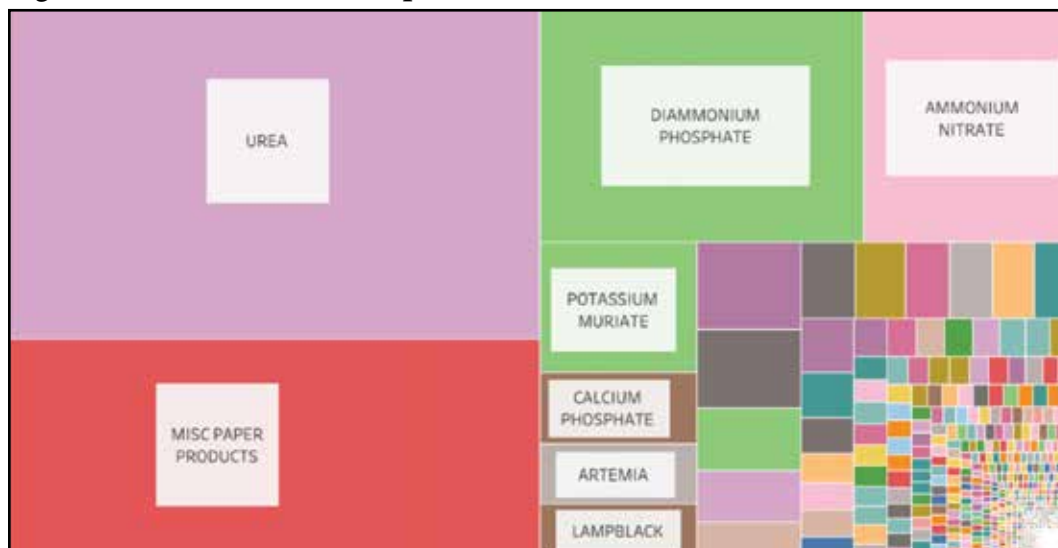 UREA
DIAMMONIUM
PHOSPHATE
AMMONIUM
NITRATE
POTASSIUM
MURIATE
MISC PAPER
PRODUCTS
CALCIUM
PHOSPHATE
ARTEMIA
LAMPBLACK